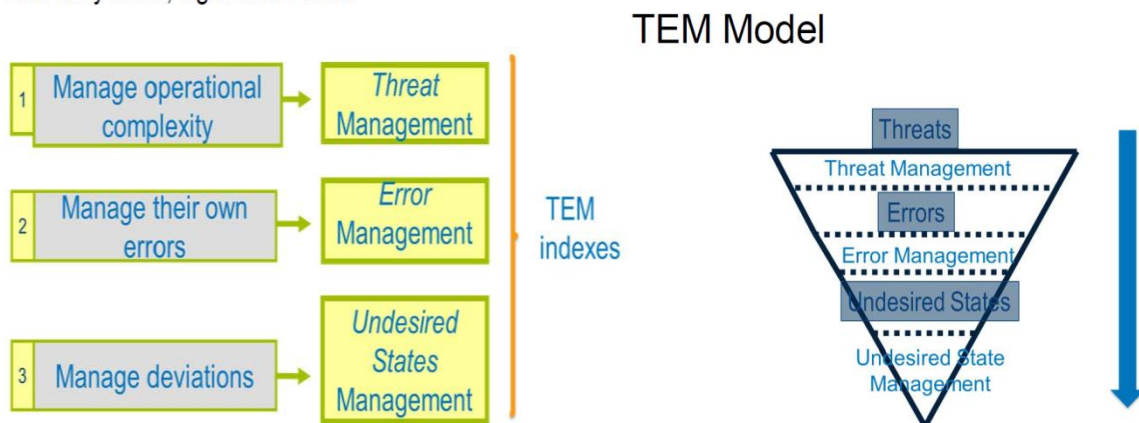 TEM Model
1
Manage operational
complexity
Threat
Management
2
Manage their own
errors
Error
Management
3
Manage deviations
Undesired
States
Management
TEM
indexes
Threats
Threat Management
Errors
Error Management
Undesired States
Undesired State
Management